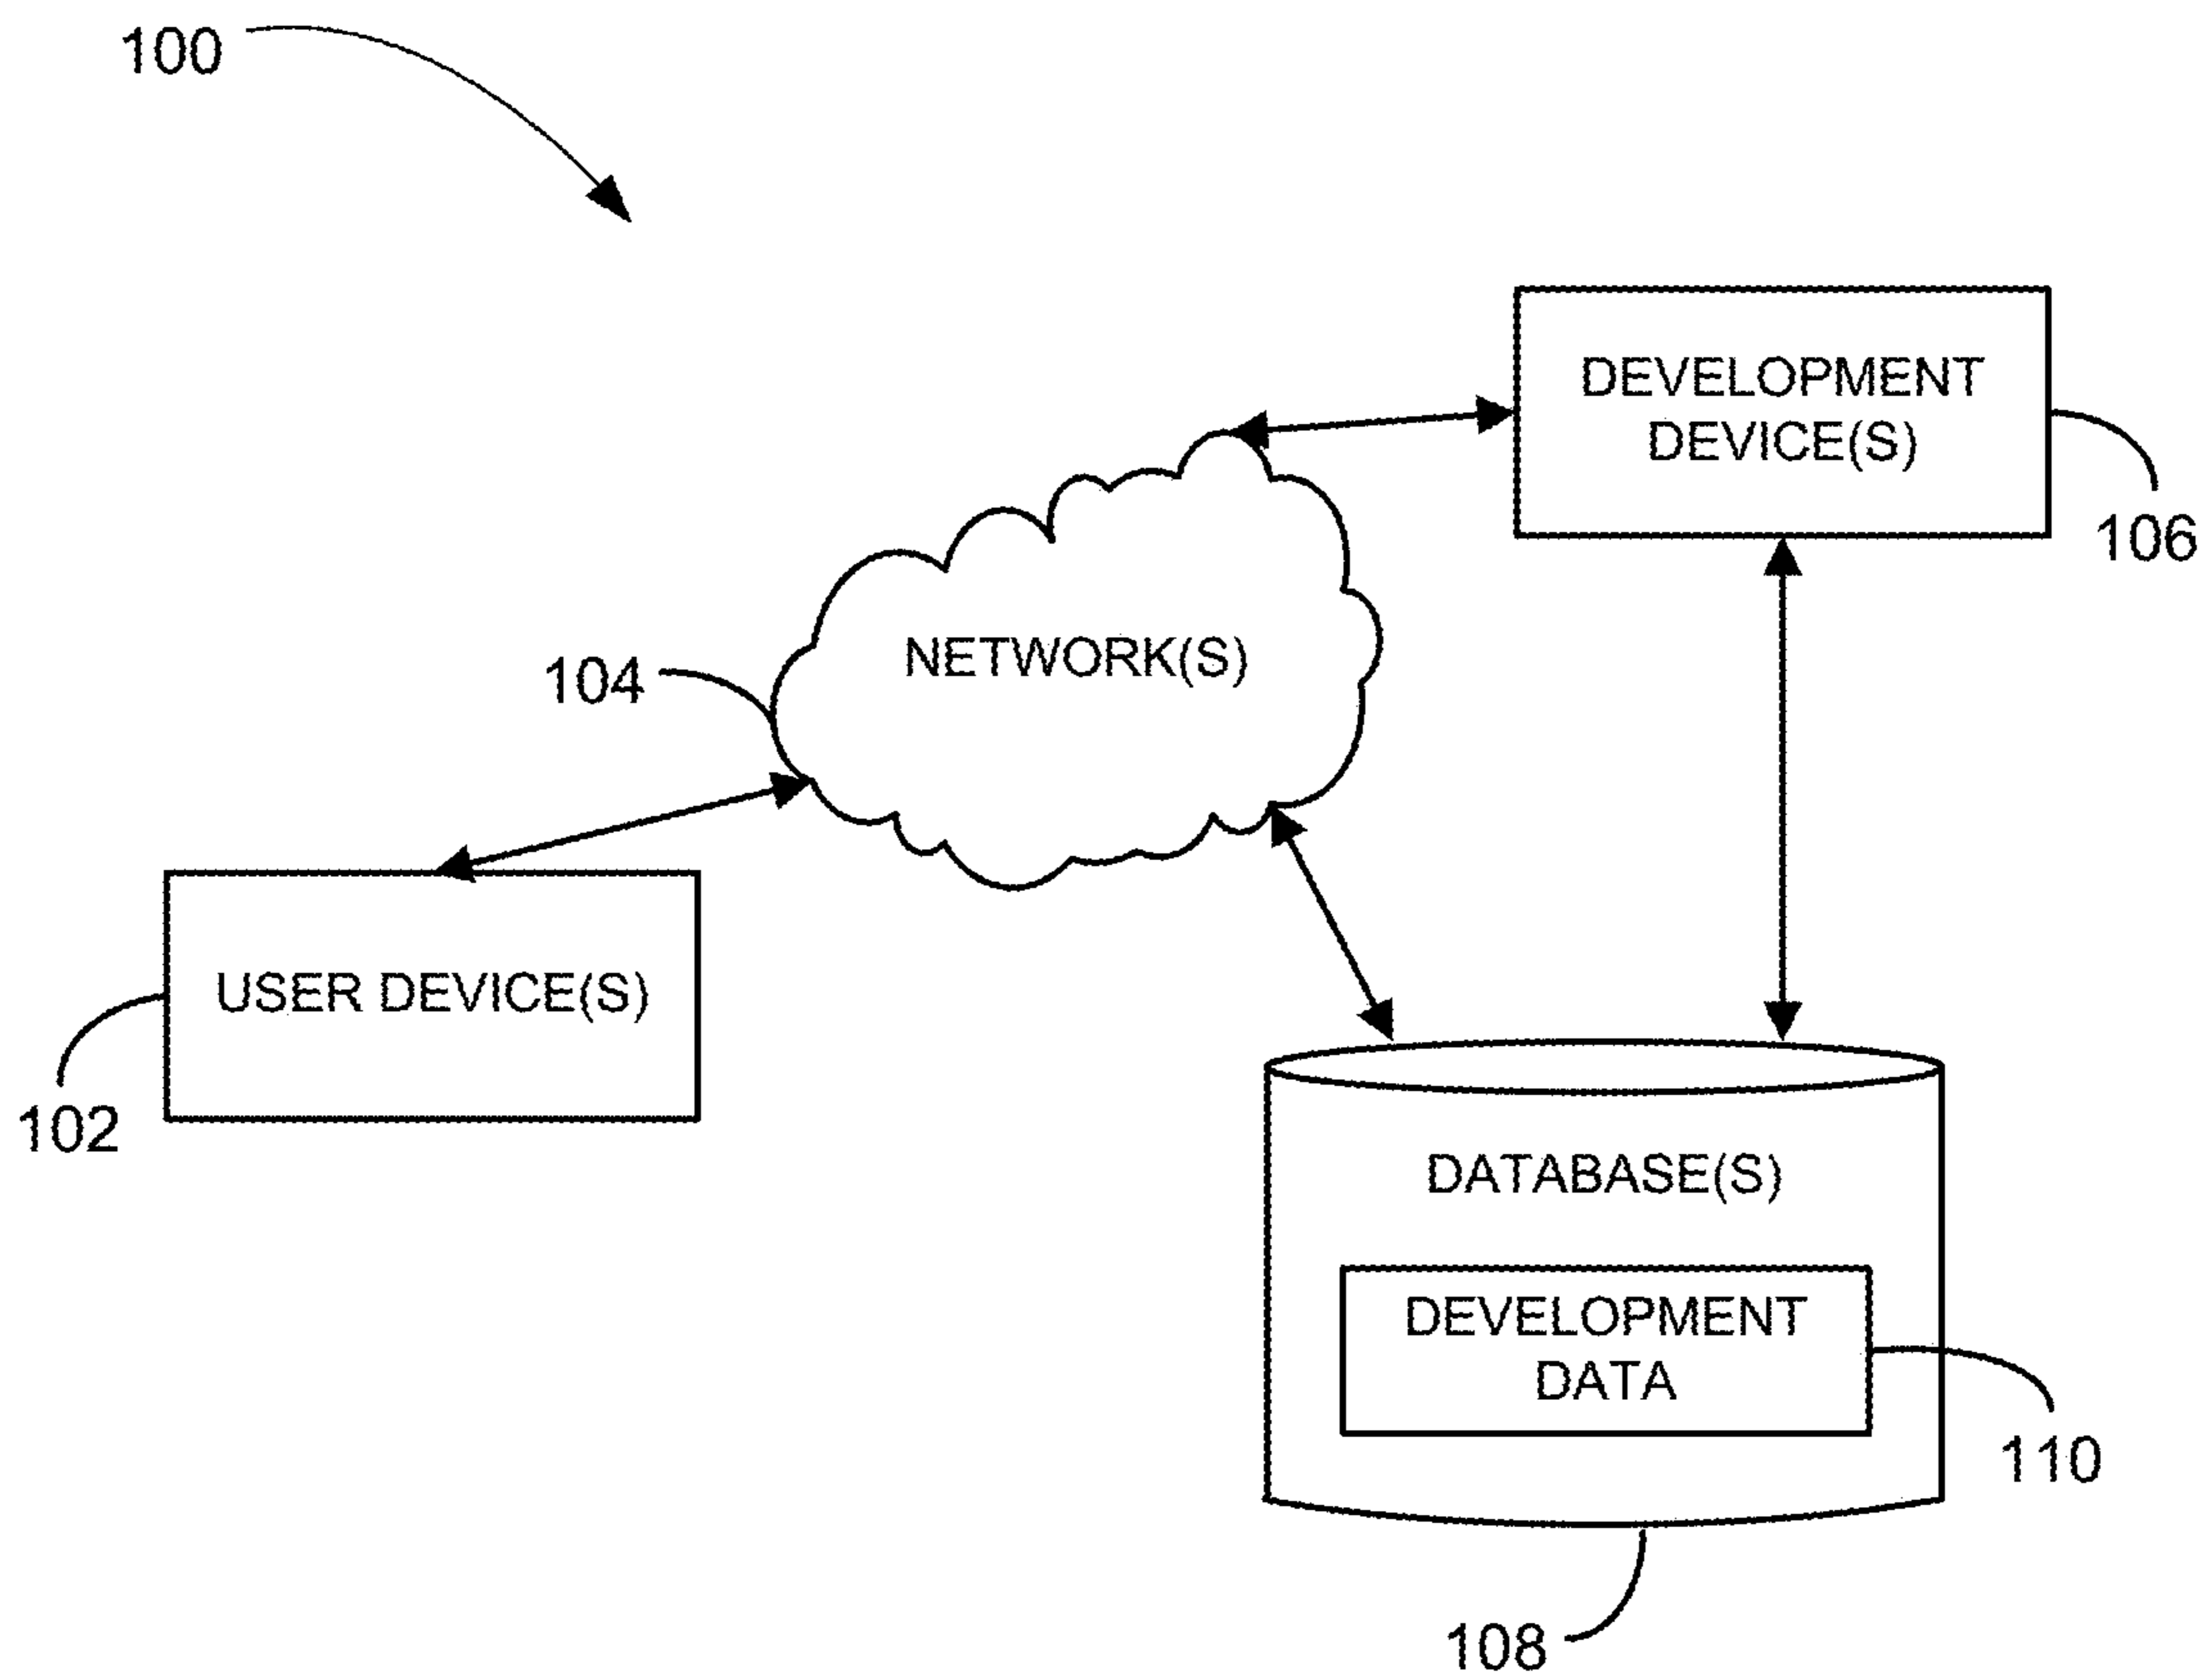 100
DEVELOPMENT
DEVICE(S)
106
NETWORK(S)
104
USER DEVICE(S)
102
DATABASE(S)
DEVELOPMENT
DATA
110
108